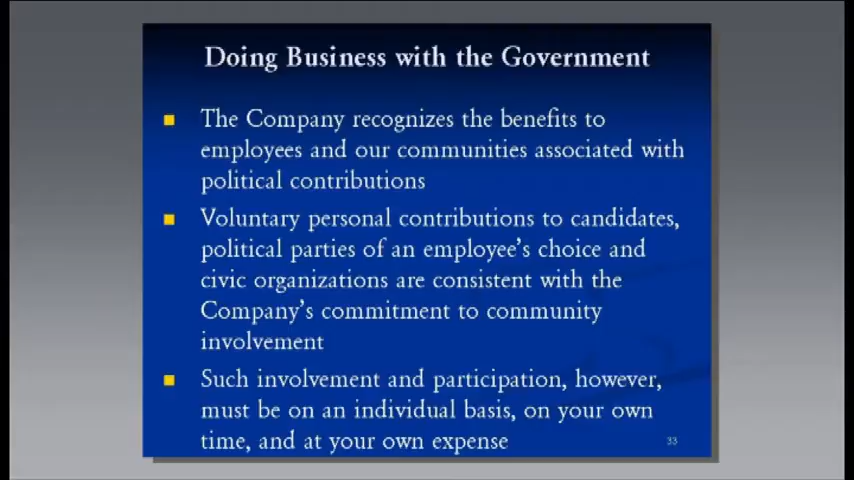 Doing Business with the Government
The Company recognizes the benefits to
employees and our communities associated with
political contributions
Voluntary personal contributions to candidates,
political parties of an employee's choice and
civic organizations are consistent with the
Company's commitment to community
involvement
Such involvement and participation, however,
must be on an individual basis, on your own
time, and at your own expense
33